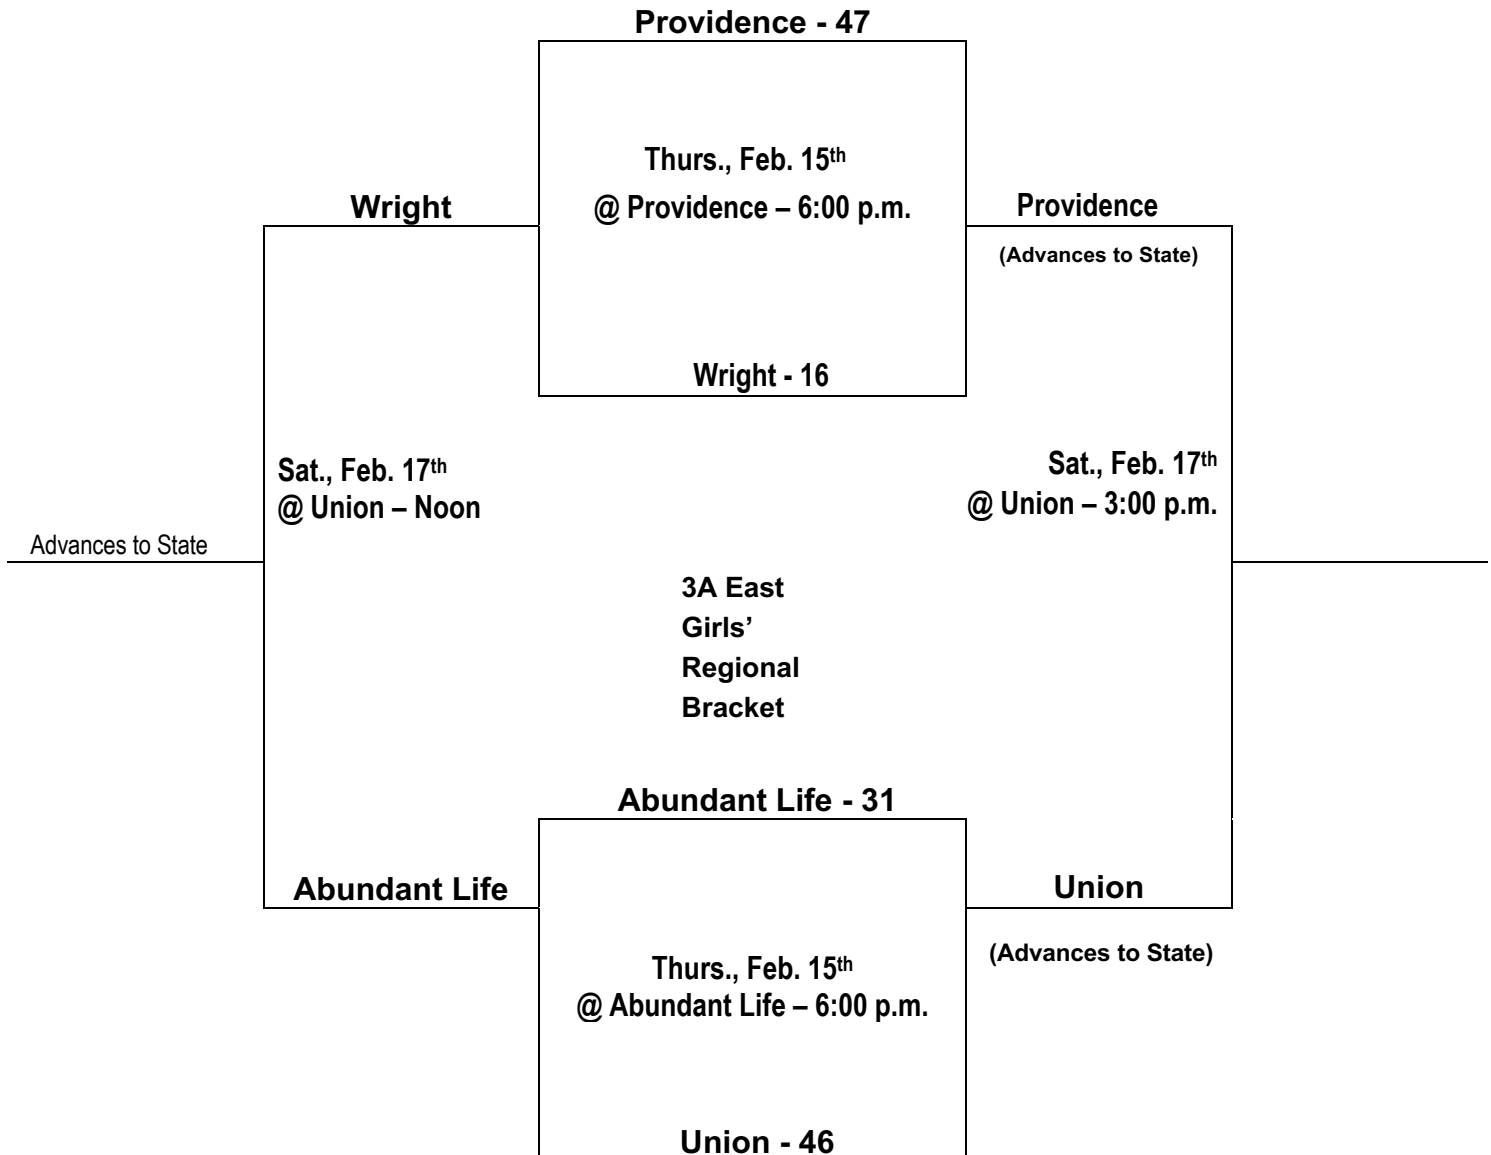 Providence - 47
Thurs., Feb. 15th
@ Providence – 6:00 p.m.
Wright
Providence
(Advances to State)
Wright - 16
Sat., Feb. 17th
@ Union – Noon
Sat., Feb. 17th
@ Union – 3:00 p.m.
Advances to State
3A East
Girls’
Regional
Bracket
Abundant Life - 31
Abundant Life
Union
(Advances to State)
Thurs., Feb. 15th
@ Abundant Life – 6:00 p.m.
Union - 46